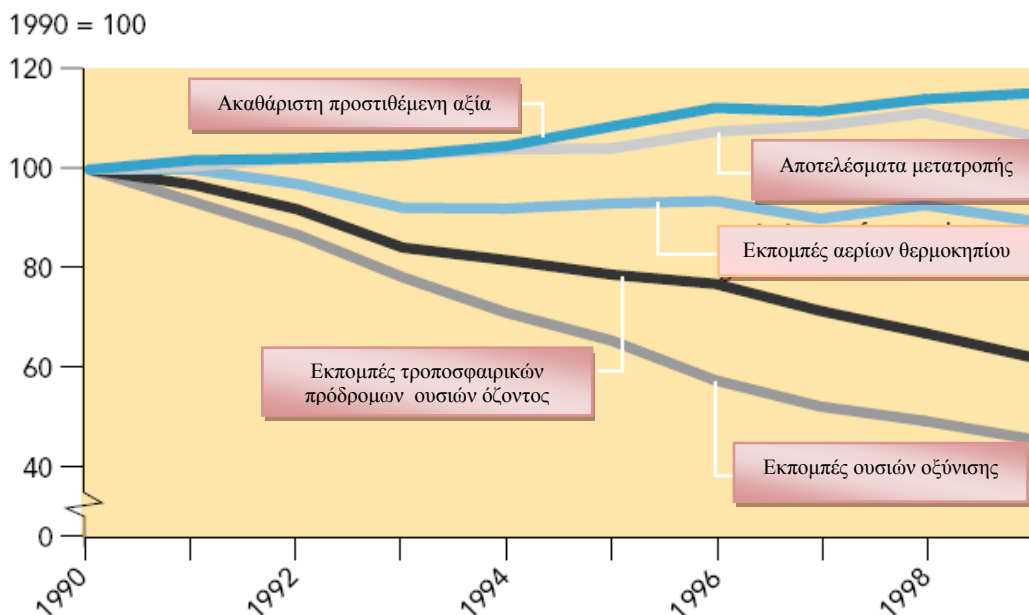 1990 = 100
120
Ακαθάριστη προστιθέμενη αξία
100
Αποτελέσματα μετατροπής
Εκπομπές αερίων θερμοκηπίου
80
Εκπομπές τροποσφαιρικών
πρόδρομων ουσιών όζοντος
60
Εκπομπές ουσιών οξύνισης
40
0
1990
1992
1994
1996
1998